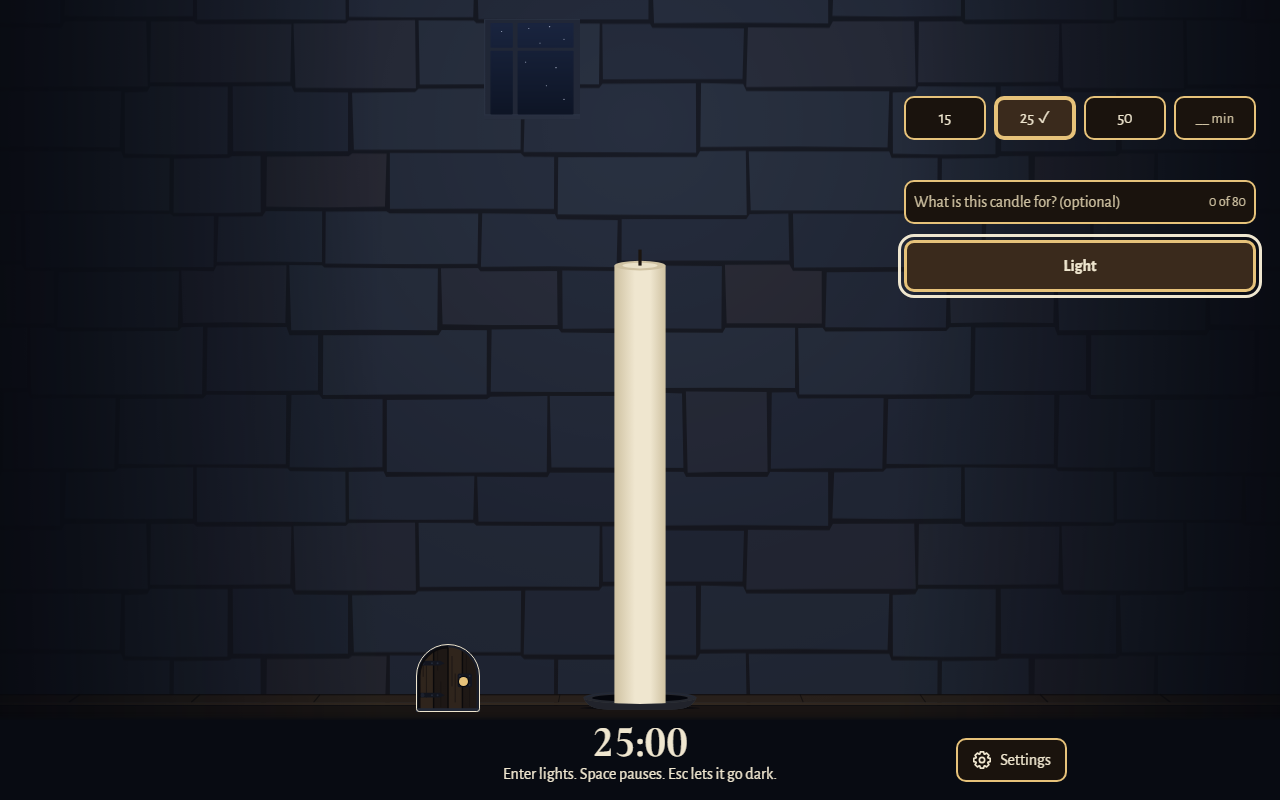 15
25 ✓
50
__ min
What is this candle for? (optional)
0 of 80
Light
25:00
Enter lights. Space pauses. Esc lets it go dark.
Settings